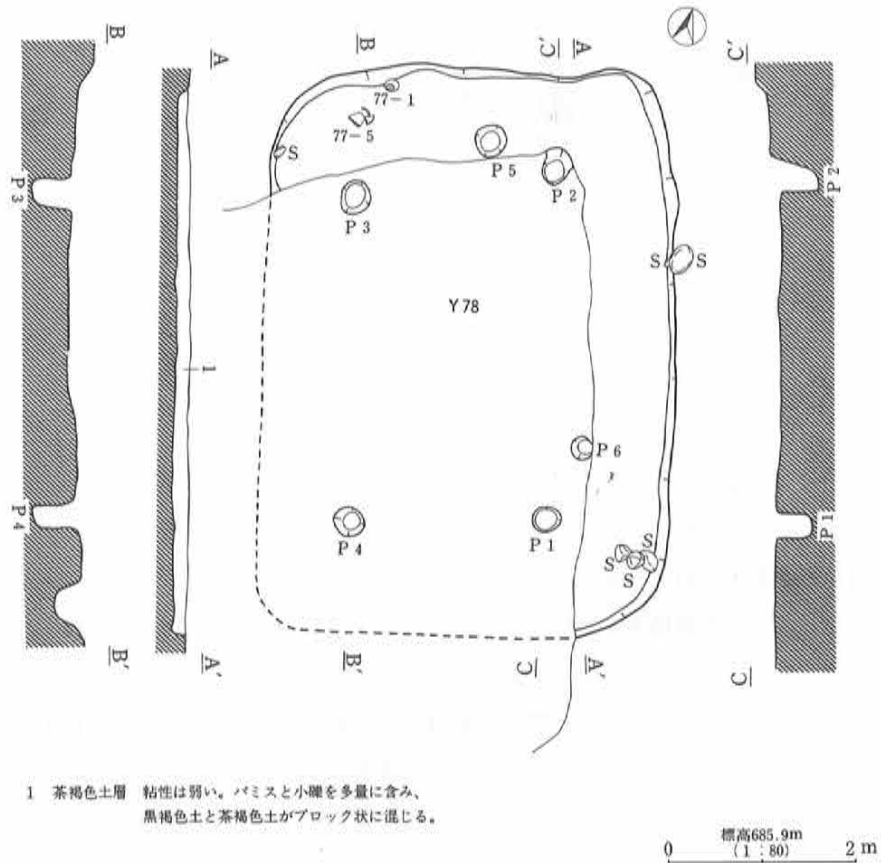 B
A
B
C'
A
C'
77-1
77-5
S
P 5
P 2
P 3
P 3
P 2
S
S
Y 78
1
P 6
P 4
P 4
P 1
P 1
S
S
S
B'
A'
B'
C
A'
C
1 茶褐色土層 粘性は弱い。パミスと小礫を多量に含み、
黒褐色土と茶褐色土がブロック状に混じる。
標高685.9m
(1:80)
0 2 m